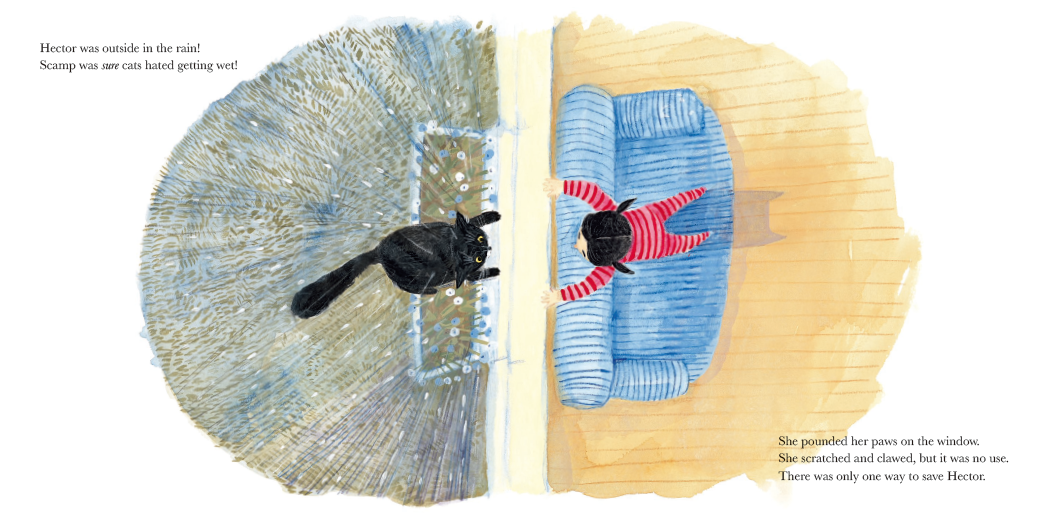 Hector was outside in the rain!
Scamp was sure cats hated getting wet!
She pounded her paws on the window.
She scratched and clawed, but it was no use.
There was only one way to save Hector.